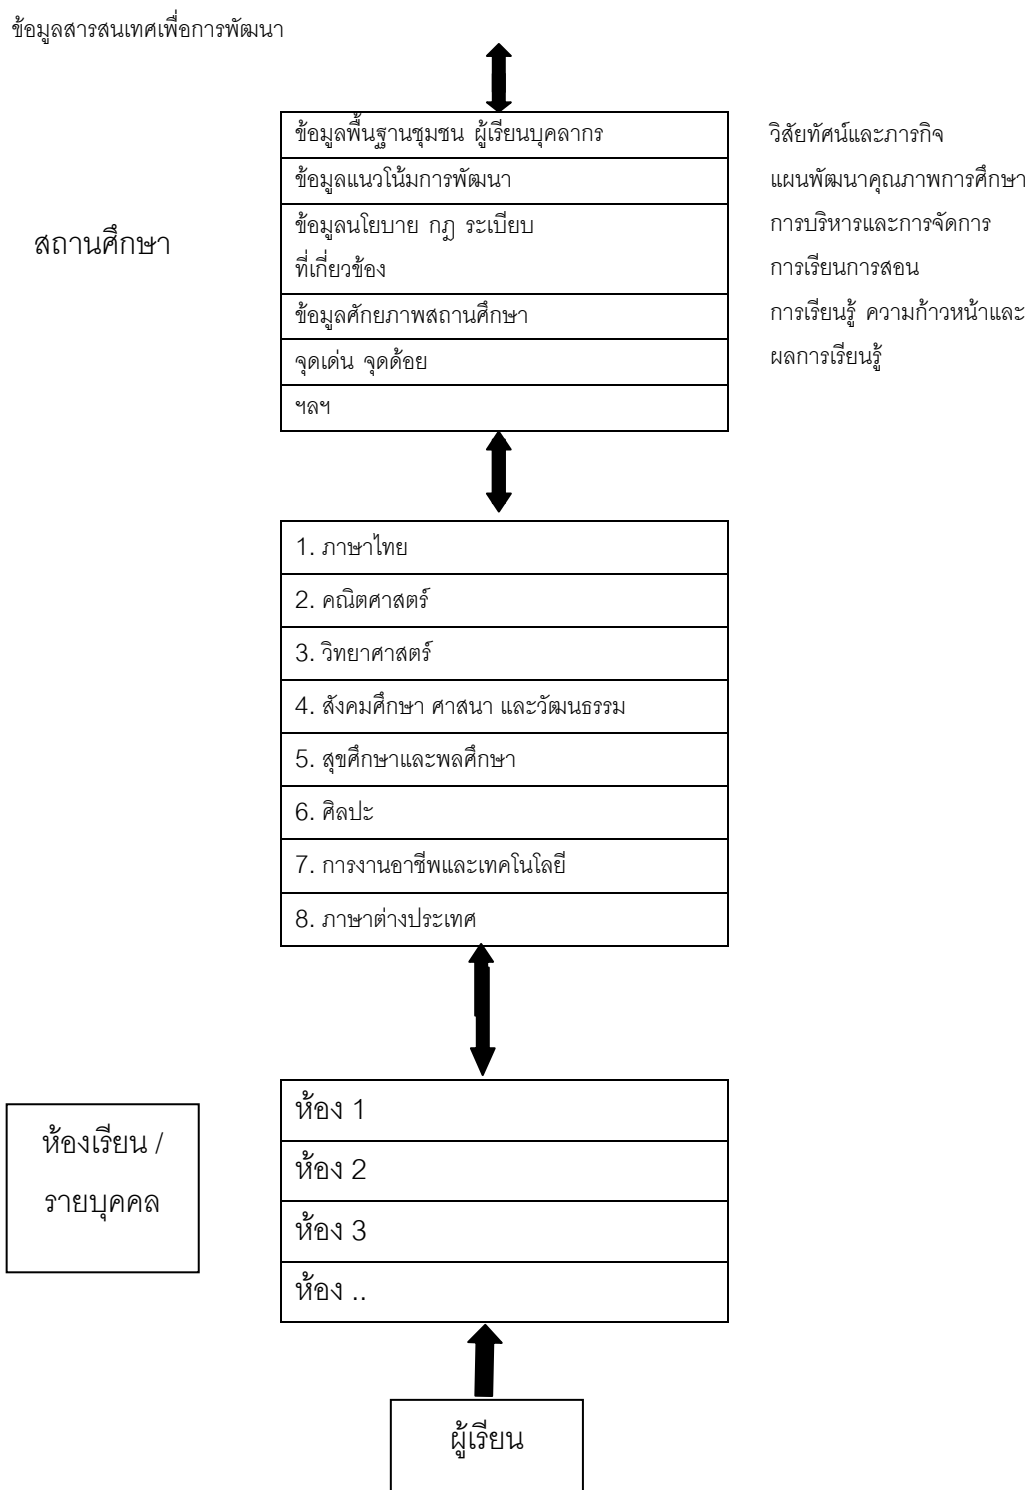 ข้อมูลสารสนเทศเพื่อการพัฒนา
ข้อมูลพื้นฐานชุมชน ผู้เรียนบุคลากร
ข้อมูลแนวโน้มการพัฒนา
ข้อมูลนโยบาย กฎ ระเบียบ
ที่เกี่ยวข้อง
ข้อมูลศักยภาพสถานศึกษา
จุดเด่น จุดด้อย
ฯลฯ
สถานศึกษา
วิสัยทัศน์และภารกิจ
แผนพัฒนาคุณภาพการศึกษา
การบริหารและการจัดการ
การเรียนการสอน
การเรียนรู้ ความก้าวหน้าและ
ผลการเรียนรู้
1. ภาษาไทย
2. คณิตศาสตร์
3. วิทยาศาสตร์
4. สังคมศึกษา ศาสนา และวัฒนธรรม
5. สุขศึกษาและพลศึกษา
6. ศิลปะ
7. การงานอาชีพและเทคโนโลยี
8. ภาษาต่างประเทศ
ห้องเรียน /
รายบุคคล
ห้อง 1
ห้อง 2
ห้อง 3
ห้อง ..
ผู้เรียน